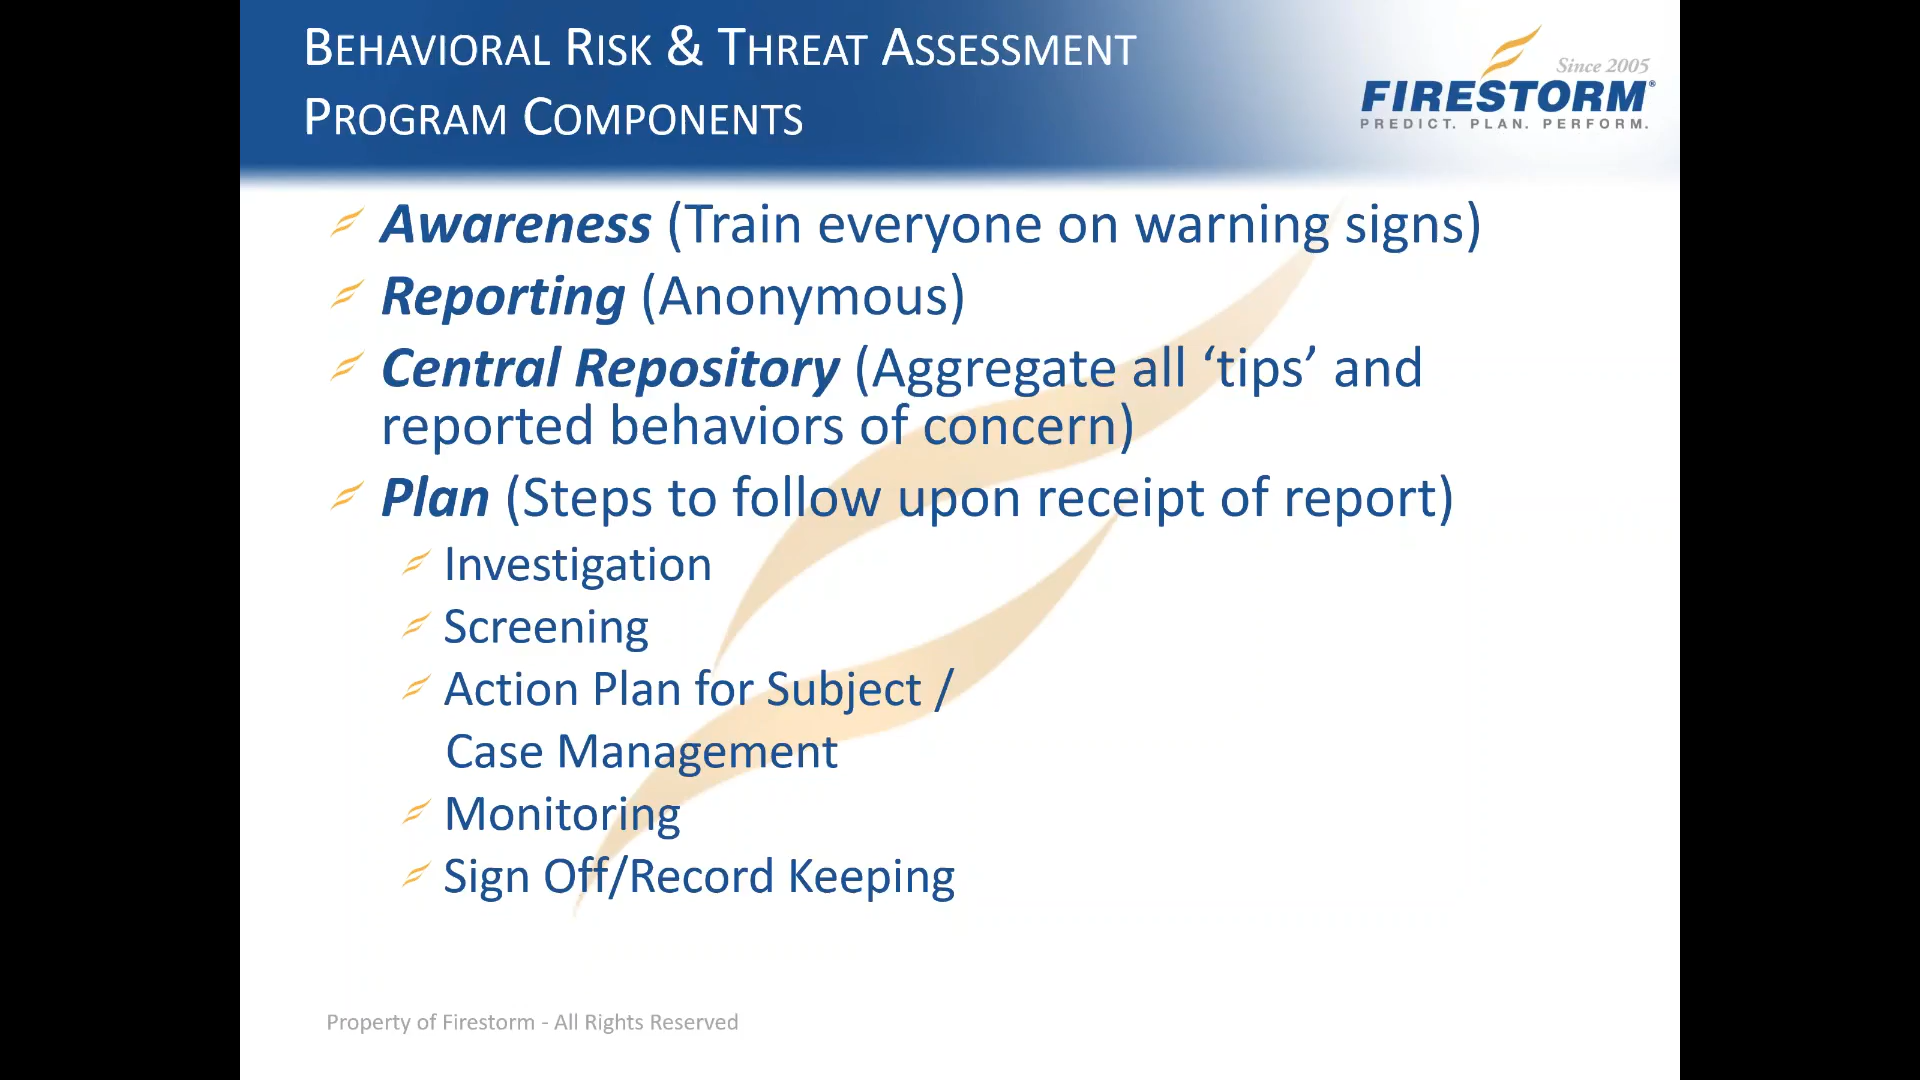 BEHAVIORAL RISK & THREAT ASSESSMENT
PROGRAM COMPONENTS
Since 2005
FIRESTORM®
PREDICT. PLAN. PERFORM.
Awareness (Train everyone on warning signs)
Reporting (Anonymous)
Central Repository (Aggregate all ‘tips’ and
reported behaviors of concern)
Plan (Steps to follow upon receipt of report)
Investigation
Screening
Action Plan for Subject /
Case Management
Monitoring
Sign Off/Record Keeping
Property of Firestorm - All Rights Reserved